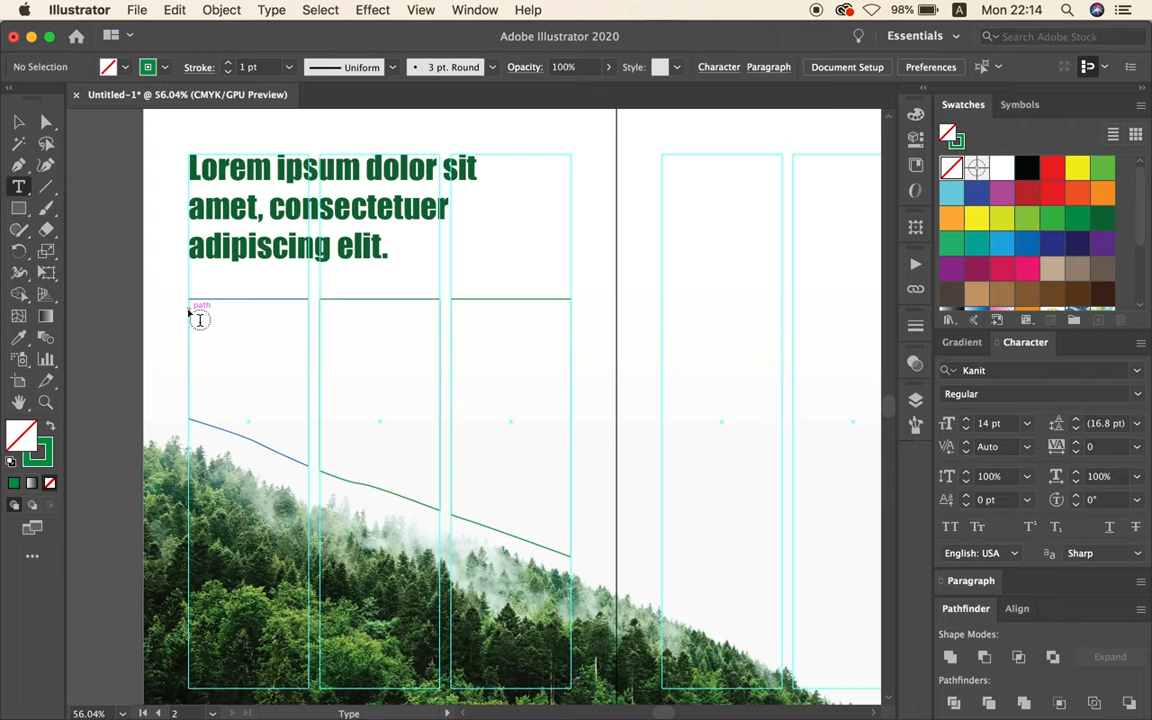 Illustrator File Edit Object Type Select Effect View Window Help 98% A Mon 22:14
Adobe Illustrator 2020 Essentials Search Adobe Stock
No Selection Stroke: 1 pt Uniform 3 pt. Round Opacity: 100% Style: Character Paragraph Document Setup Preferences
Untitled-1* @ 56.04% (CMYK/GPU Preview)
Swatches Symbols
Lorem ipsum dolor sit
amet, consectetuer
adipiscing elit.
path
Gradient Character
Kanit
Regular
14 pt (16.8 pt)
Auto 0
100% 100%
0 pt 0°
English: USA Sharp
Paragraph
Pathfinder Align
Shape Modes:
Expand
Pathfinders:
56.04% 2 Type